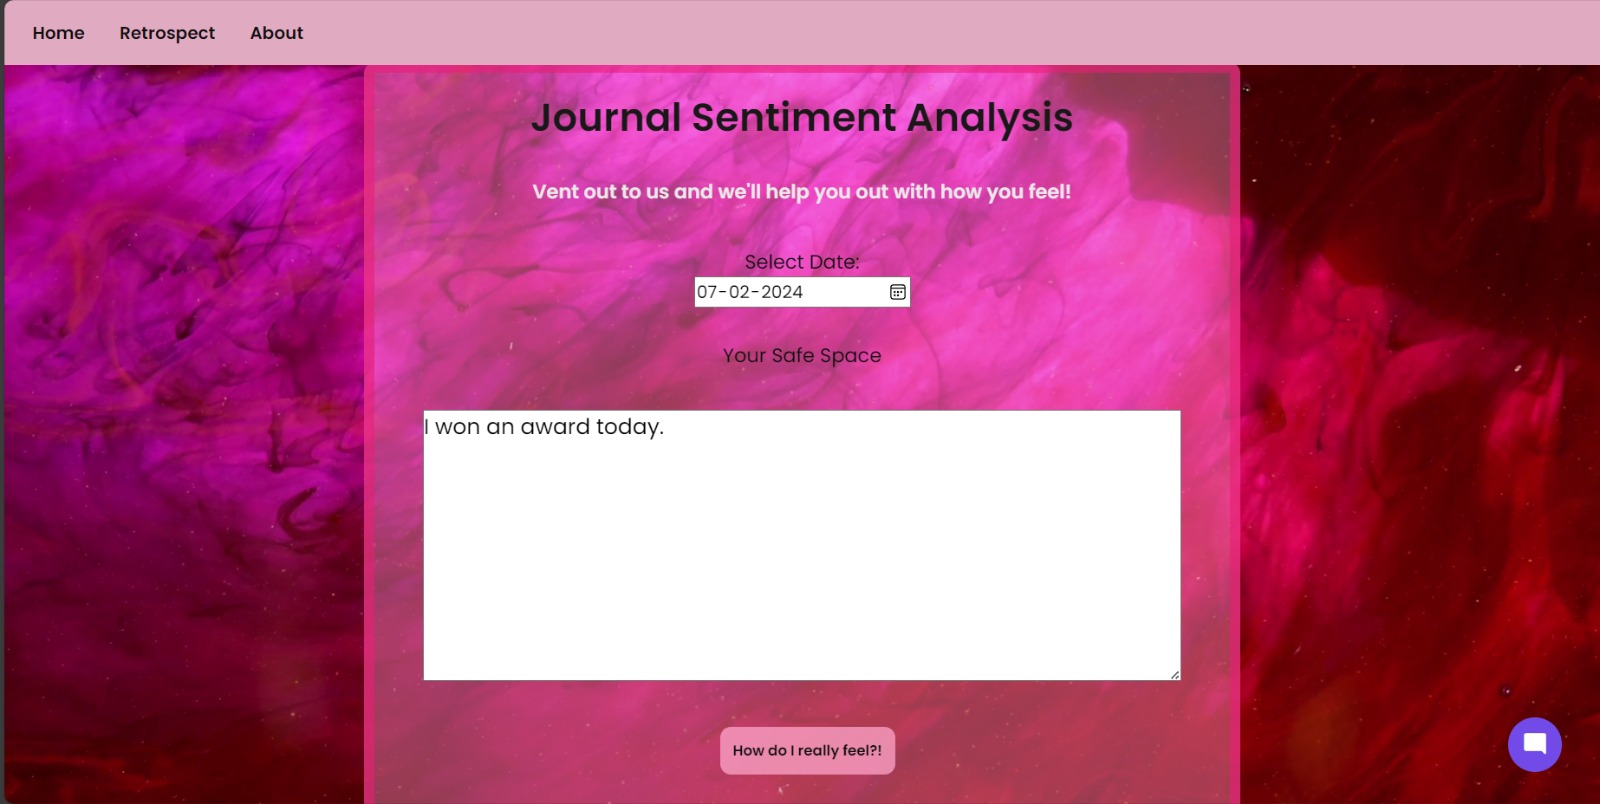 Home Retrospect About
Journal Sentiment Analysis
Vent out to us and we'll help you out with how you feel!
Select Date:
07-02-2024
Your Safe Space
I won an award today.
How do I really feel?!